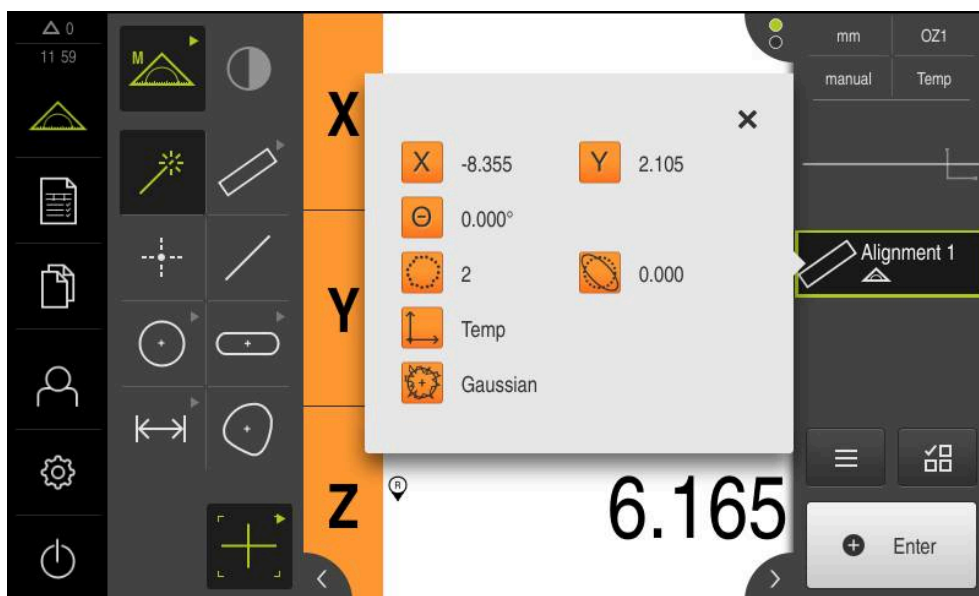 0
11 59
M
X
Y
Z
R
6.165
X -8.355 Y 2.105
Θ 0.000°
2 0.000
Temp
Gaussian
mm OZ1
manual Temp
Alignment 1
Enter